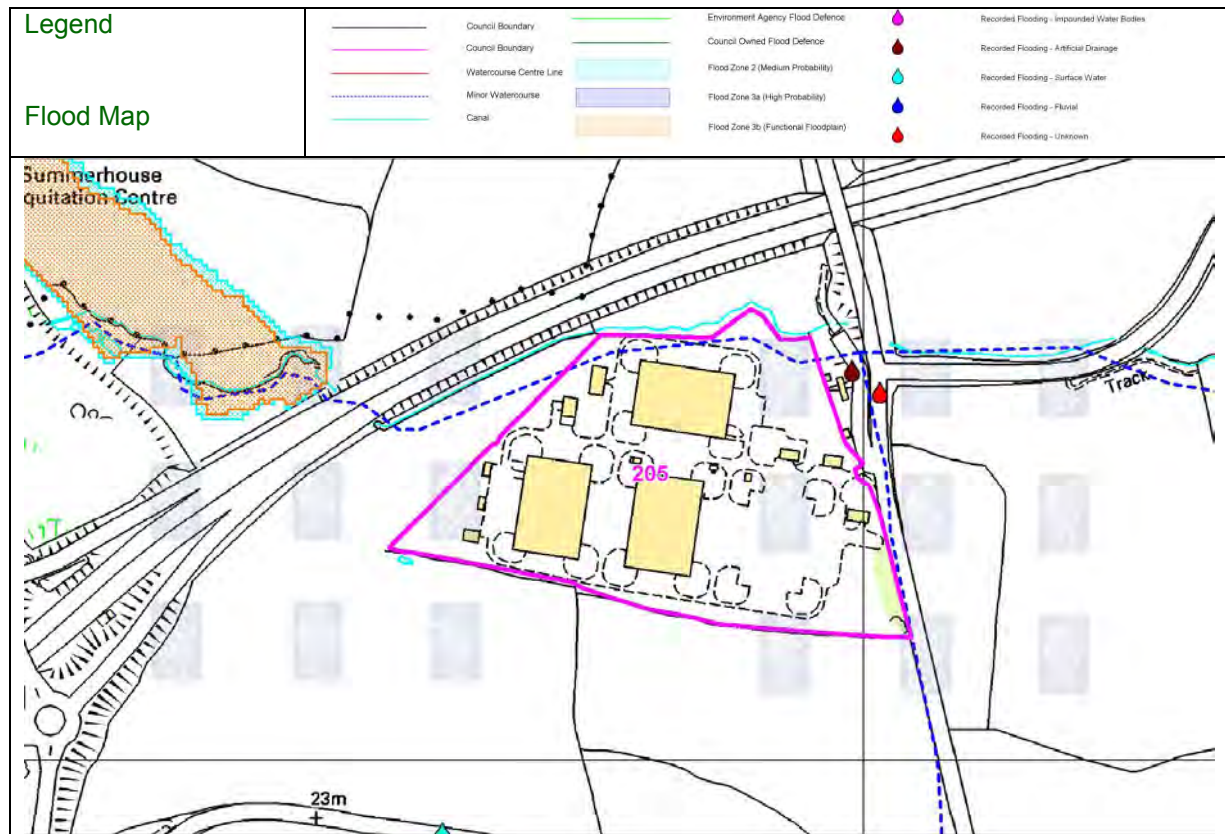 Legend
Flood Map
Council Boundary
Council Boundary
Watercourse Centre Line
Minor Watercourse
Canal
Environment Agency Flood Defence
Council Owned Flood Defence
Flood Zone 2 (Medium Probability)
Flood Zone 3a (High Probability)
Flood Zone 3b (Functional Floodplain)
Recorded Flooding - Impounded Water Bodies
Recorded Flooding - Artificial Drainage
Recorded Flooding - Surface Water
Recorded Flooding - Fluvial
Recorded Flooding - Unknown
Summerhouse
quitation Centre
Track
205
23m